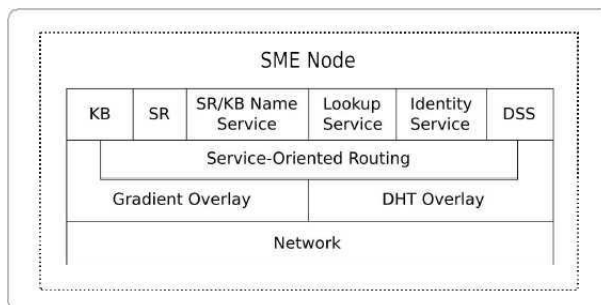 SME Node
KB
SR
SR/KB Name
Service
Lookup
Service
Identity
Service
DSS
Service-Oriented Routing
Gradient Overlay
DHT Overlay
Network